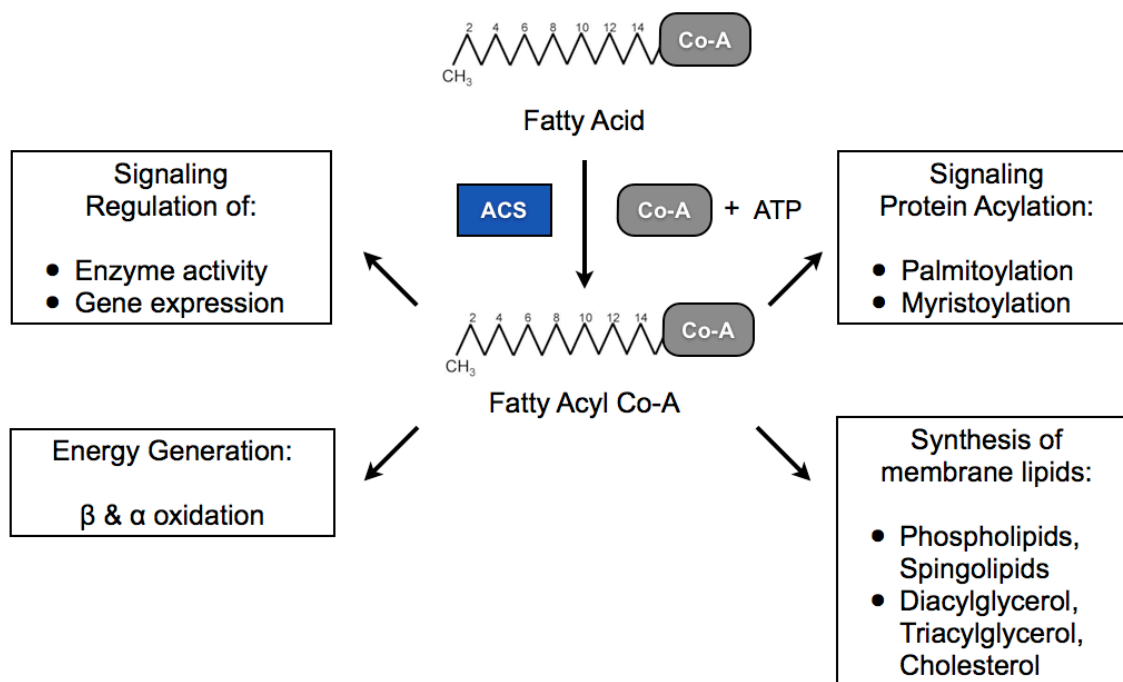 2 4 6 8 10 12 14
Co-A
CH3
Fatty Acid
Signaling
Regulation of:
● Enzyme activity
● Gene expression
ACS
Co-A + ATP
Signaling
Protein Acylation:
● Palmitoylation
● Myristoylation
2 4 6 8 10 12 14
Co-A
CH3
Fatty Acyl Co-A
Energy Generation:
β & α oxidation
Synthesis of
membrane lipids:
● Phospholipids,
Spingolipids
● Diacylglycerol,
Triacylglycerol,
Cholesterol